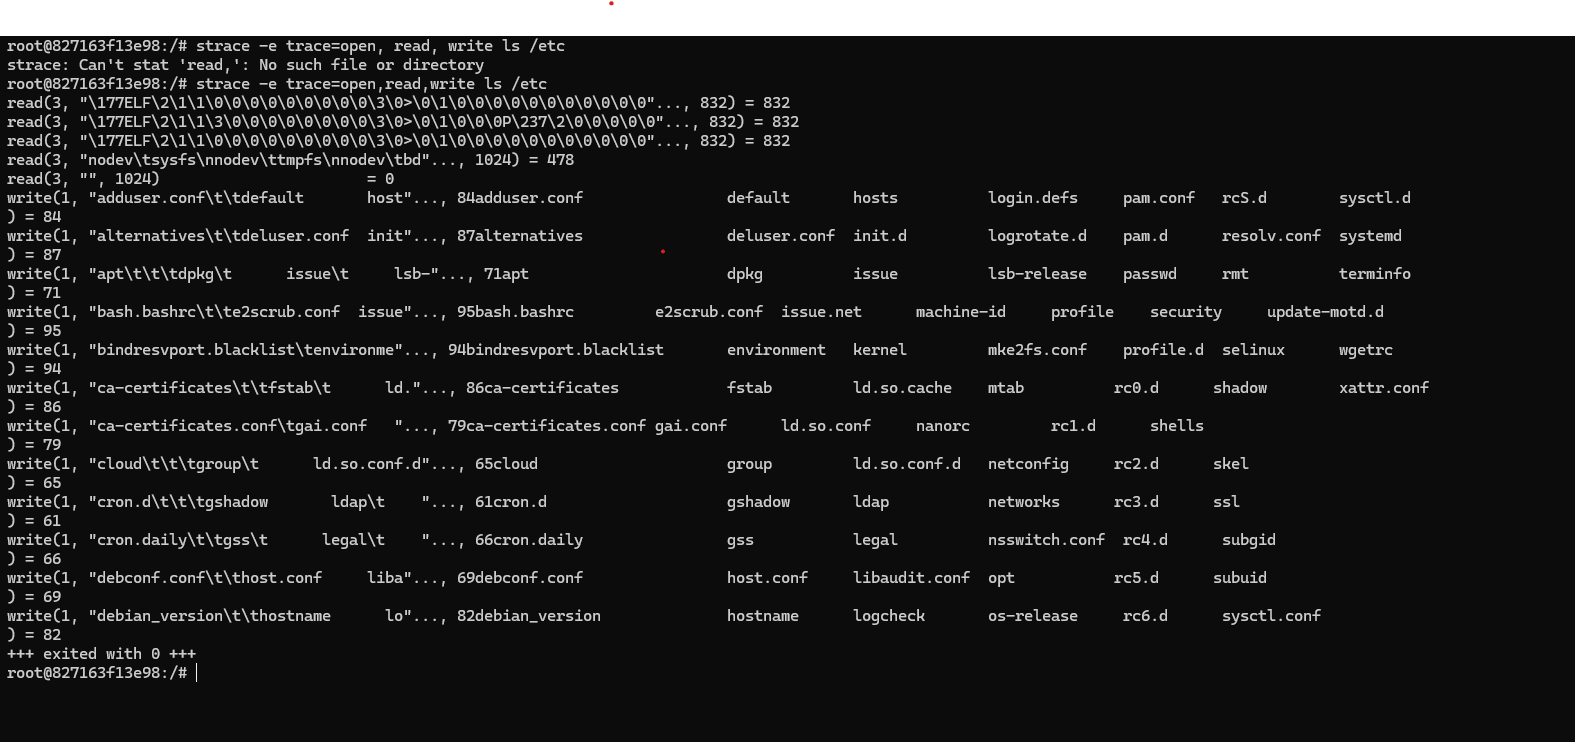 root@827163f13e98:/# strace -e trace=open, read, write ls /etc
strace: Can't stat 'read,': No such file or directory
root@827163f13e98:/# strace -e trace=open,read,write ls /etc
read(3, "\177ELF\2\1\1\0\0\0\0\0\0\0\0\0\3\0>\0\1\0\0\0\0\0\0\0\0\0\0\0"..., 832) = 832
read(3, "\177ELF\2\1\1\3\0\0\0\0\0\0\0\0\3\0>\0\1\0\0\0P\237\2\0\0\0\0\0"..., 832) = 832
read(3, "\177ELF\2\1\1\0\0\0\0\0\0\0\0\0\3\0>\0\1\0\0\0\0\0\0\0\0\0\0\0"..., 832) = 832
read(3, "nodev\tsysfs\nnodev\ttmpfs\nnodev\tbd"..., 1024) = 478
read(3, "", 1024)                       = 0
write(1, "adduser.conf\t\tdefault       host"..., 84adduser.conf                default       hosts          login.defs     pam.conf   rcS.d        sysctl.d
) = 84
write(1, "alternatives\t\tdeluser.conf  init"..., 87alternatives                deluser.conf  init.d         logrotate.d    pam.d      resolv.conf  systemd
) = 87
write(1, "apt\t\t\t\tdpkg\t      issue\t     lsb-"..., 71apt                      dpkg          issue          lsb-release    passwd     rmt          terminfo
) = 71
write(1, "bash.bashrc\t\te2scrub.conf  issue"..., 95bash.bashrc         e2scrub.conf  issue.net      machine-id     profile    security     update-motd.d
) = 95
write(1, "bindresvport.blacklist\tenvironme"..., 94bindresvport.blacklist       environment   kernel         mke2fs.conf    profile.d  selinux      wgetrc
) = 94
write(1, "ca-certificates\t\tfstab\t      ld."..., 86ca-certificates            fstab         ld.so.cache    mtab          rc0.d      shadow        xattr.conf
) = 86
write(1, "ca-certificates.conf\tgai.conf   "..., 79ca-certificates.conf gai.conf      ld.so.conf     nanorc         rc1.d      shells
) = 79
write(1, "cloud\t\t\tgroup\t      ld.so.conf.d"..., 65cloud                     group         ld.so.conf.d   netconfig     rc2.d      skel
) = 65
write(1, "cron.d\t\t\tgshadow       ldap\t    "..., 61cron.d                    gshadow       ldap           networks      rc3.d      ssl
) = 61
write(1, "cron.daily\t\tgss\t      legal\t    "..., 66cron.daily                gss           legal          nsswitch.conf  rc4.d      subgid
) = 66
write(1, "debconf.conf\t\thost.conf     liba"..., 69debconf.conf                host.conf     libaudit.conf  opt           rc5.d      subuid
) = 69
write(1, "debian_version\t\thostname      lo"..., 82debian_version              hostname      logcheck       os-release     rc6.d      sysctl.conf
) = 82
+++ exited with 0 +++
root@827163f13e98:/#